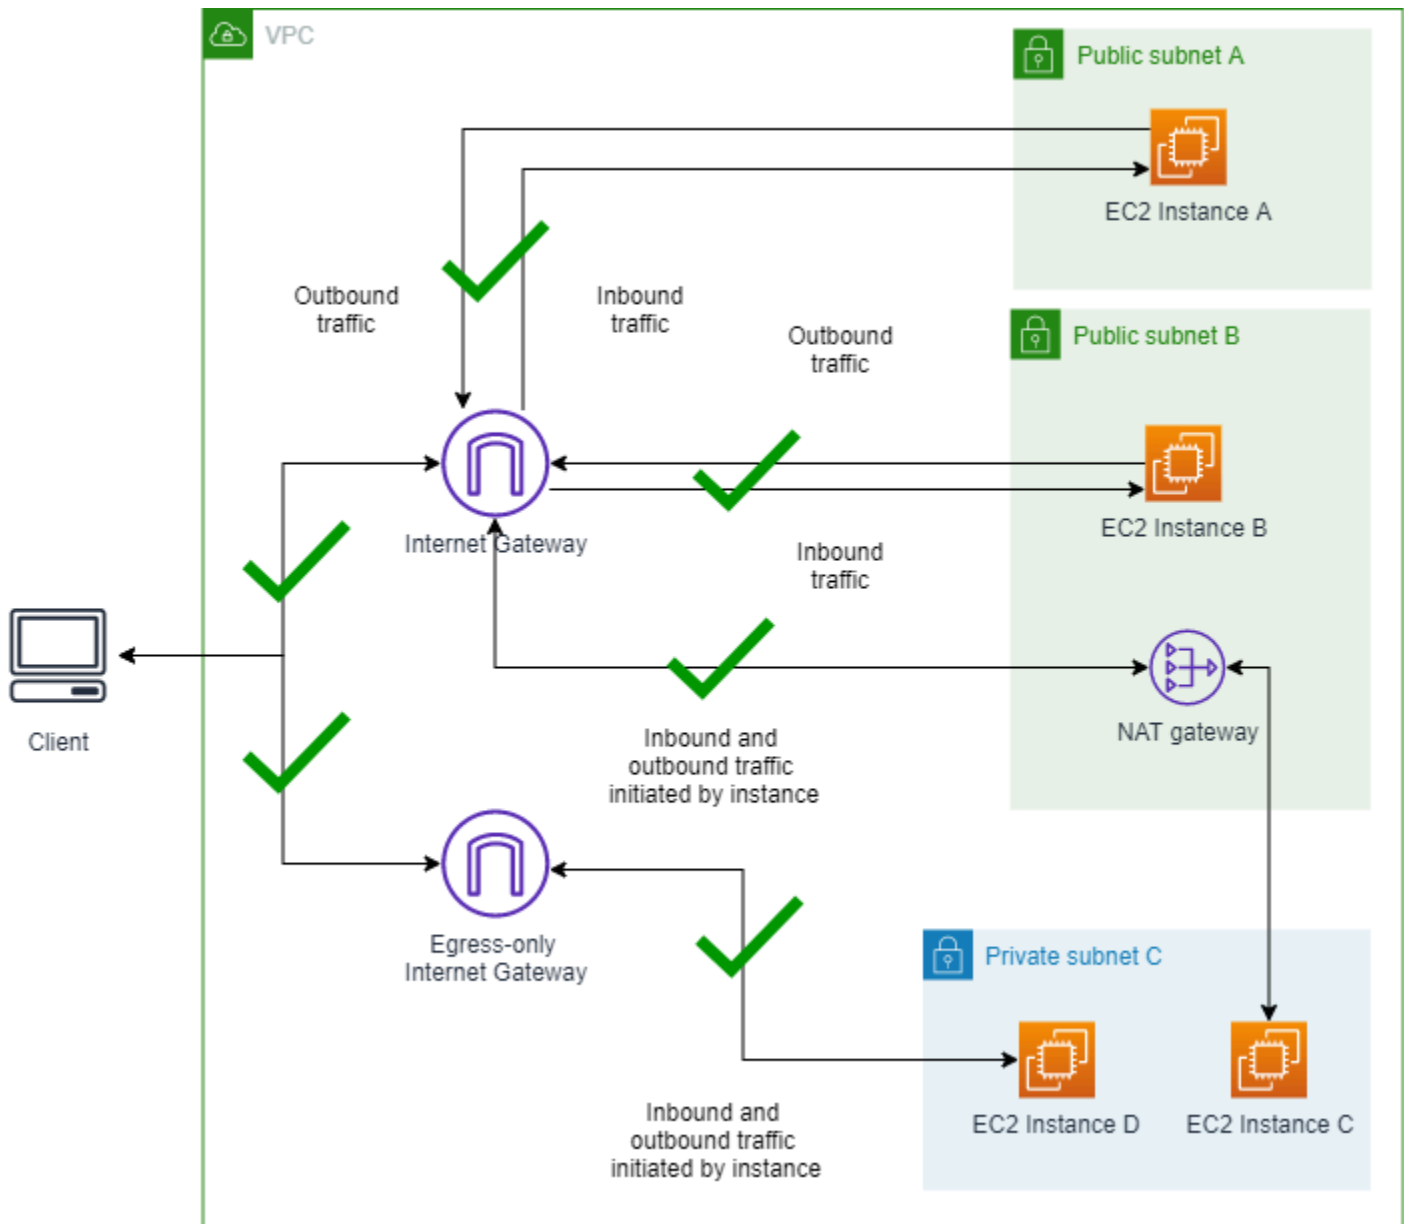 VPC
Public subnet A
EC2 Instance A
Outbound
traffic
Inbound
traffic
Public subnet B
Outbound
traffic
EC2 Instance B
Internet Gateway
Inbound
traffic
Client
NAT gateway
Inbound and
outbound traffic
initiated by instance
Egress-only
Internet Gateway
Private subnet C
EC2 Instance D
EC2 Instance C
Inbound and
outbound traffic
initiated by instance